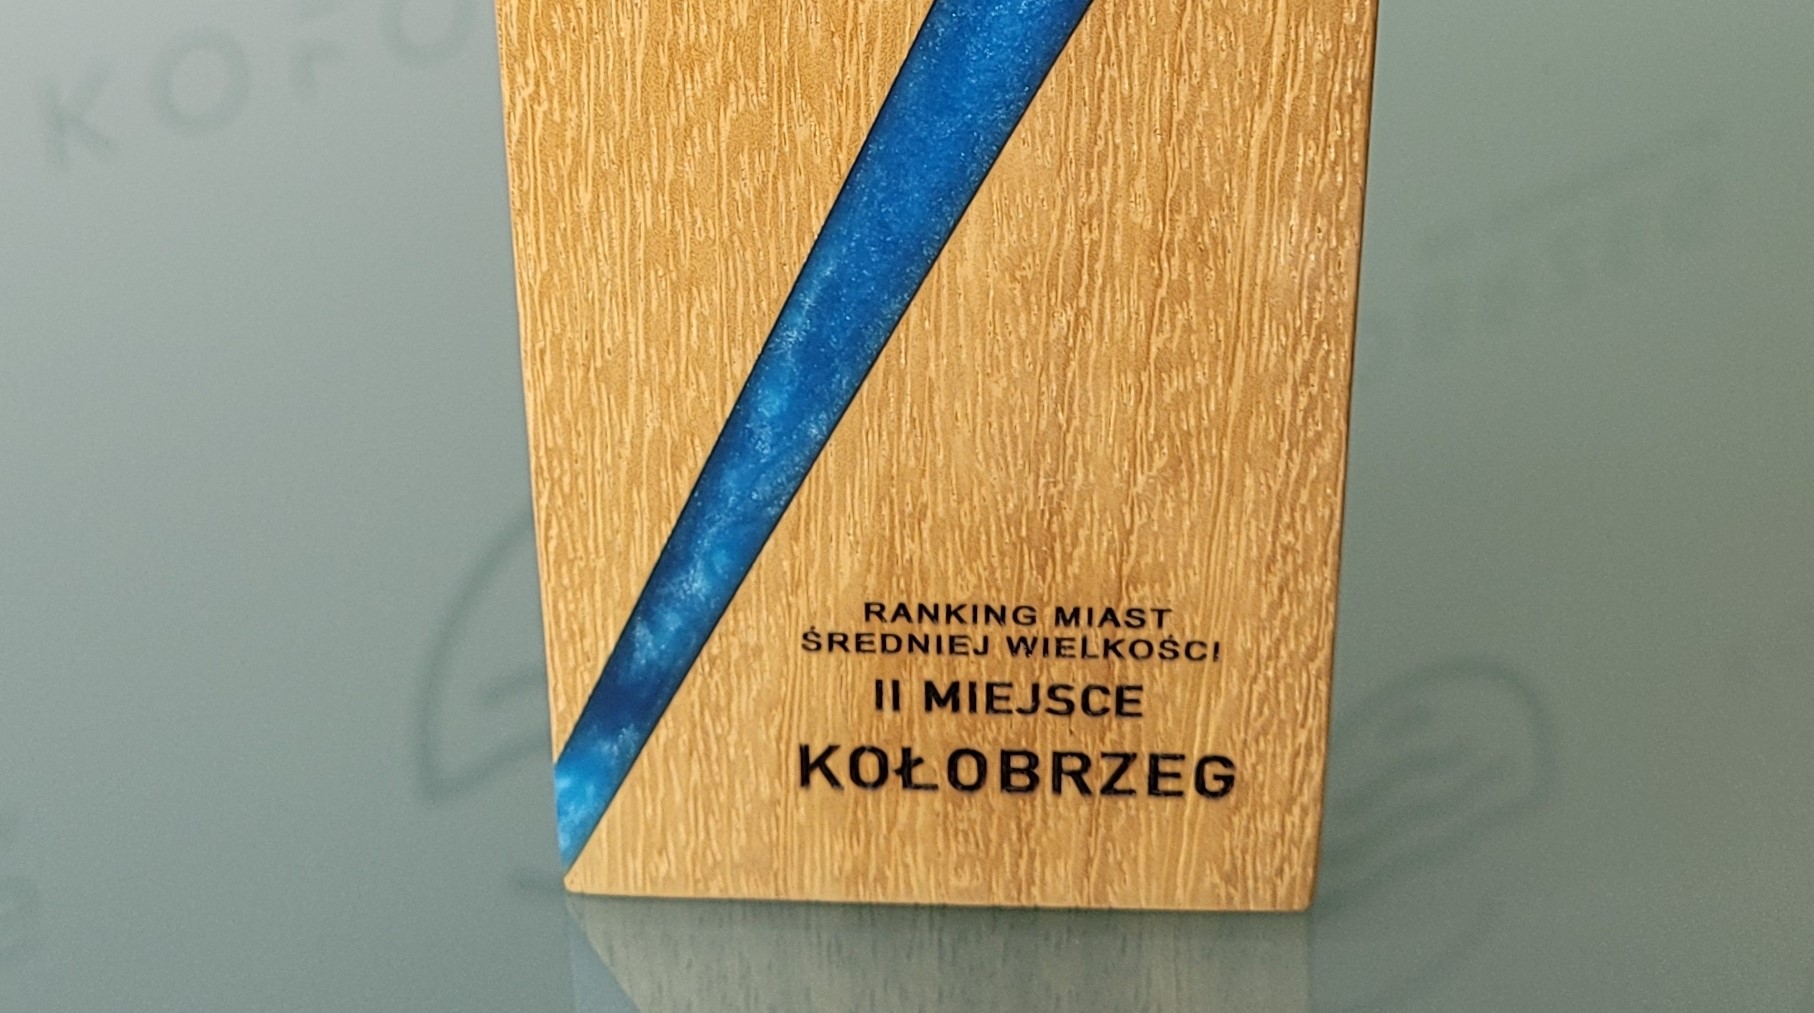 RANKING MIAST
ŚREDNIEJ WIELKOŚCI
II MIEJSCE
KOŁOBRZEG